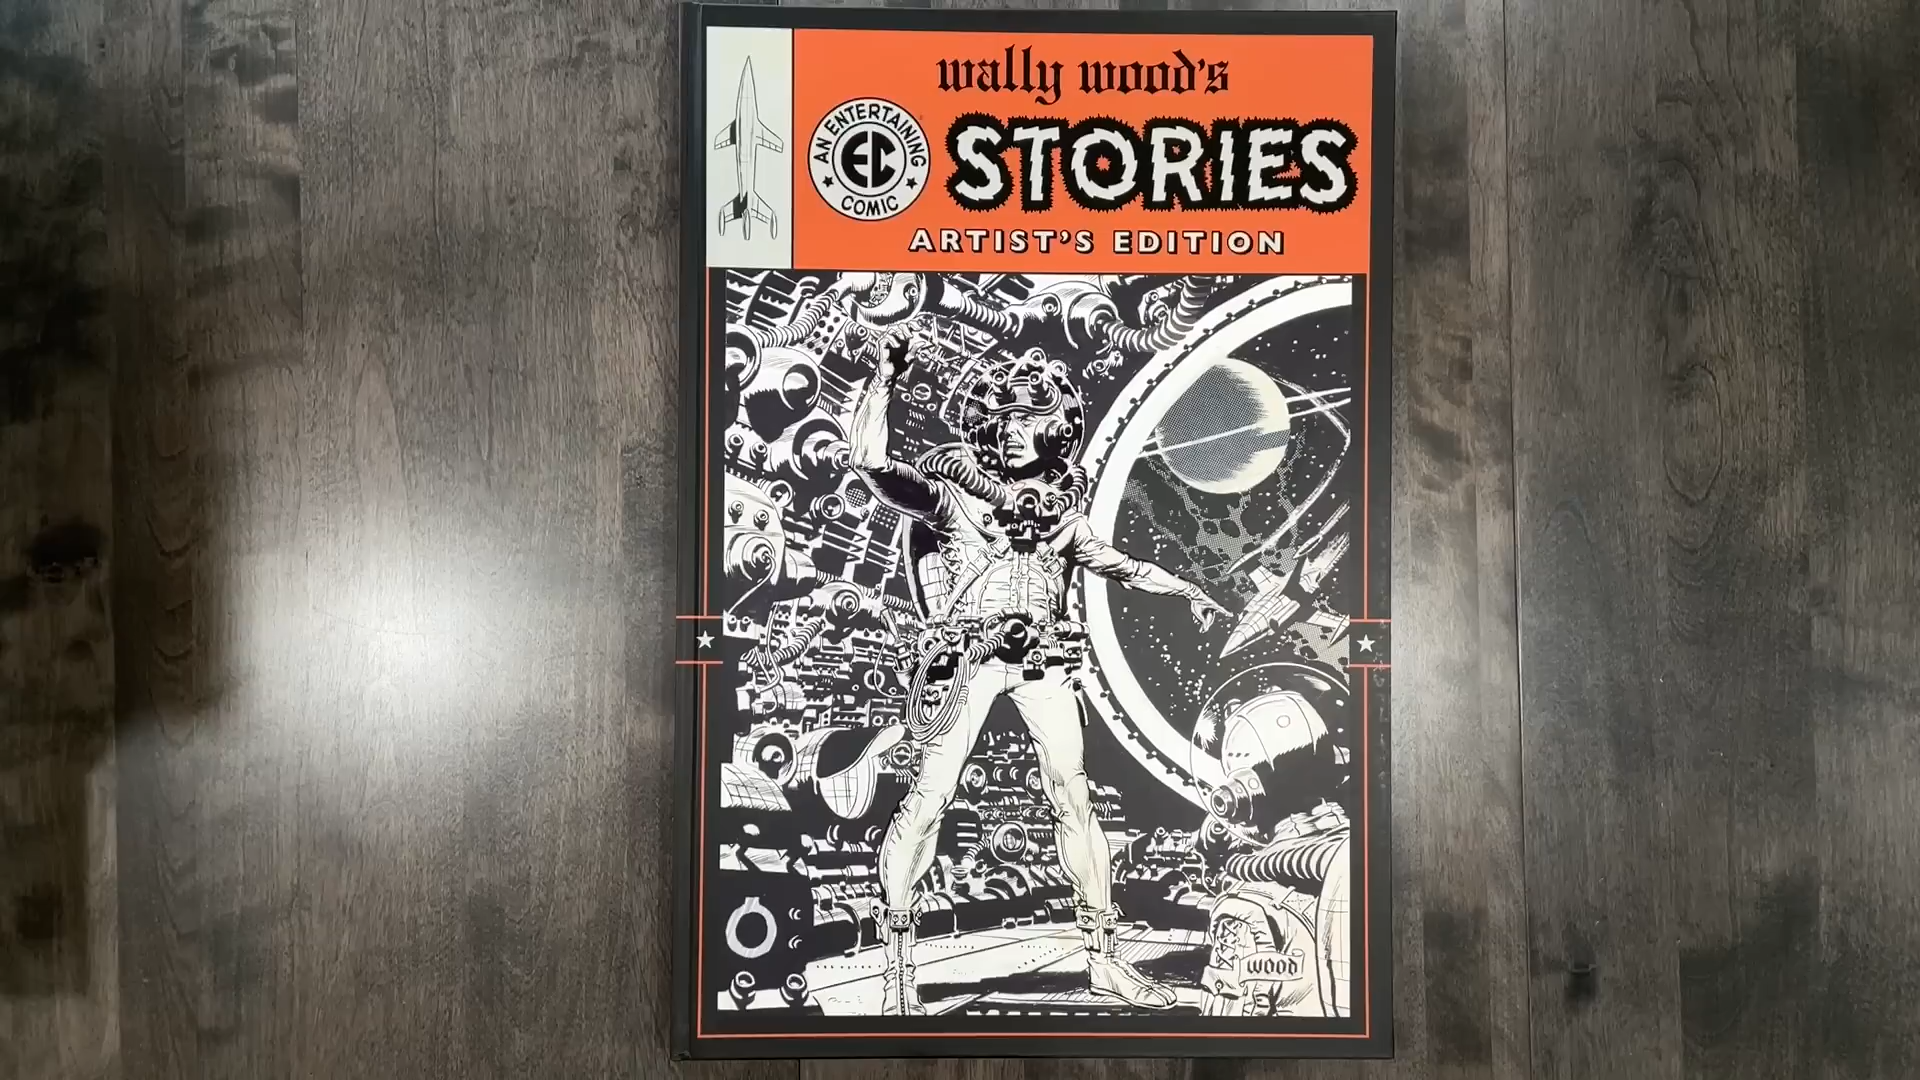 wally wood's
AN ENTERTAINING
EC
COMIC
STORIES
ARTIST'S EDITION
WOOD